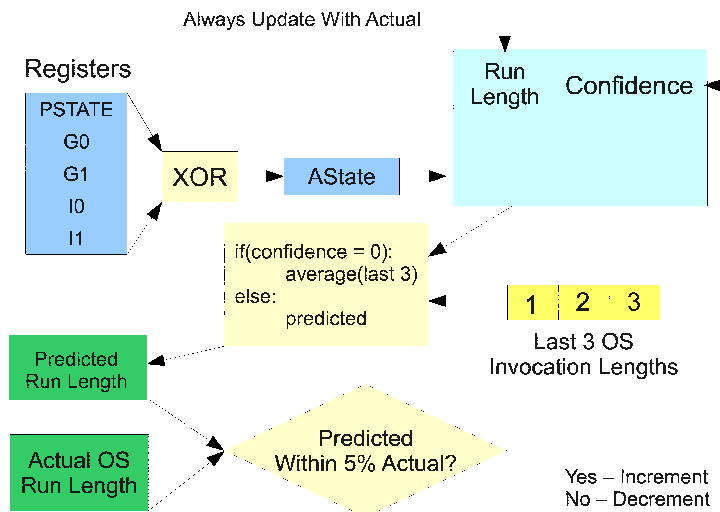 Always Update With Actual
Registers
PSTATE
G0
G1
I0
I1
XOR
AState
Run
Length
Confidence
if(confidence = 0):
average(last 3)
else:
predicted
1 2 3
Last 3 OS
Invocation Lengths
Predicted
Run Length
Actual OS
Run Length
Predicted
Within 5% Actual?
Yes – Increment
No – Decrement